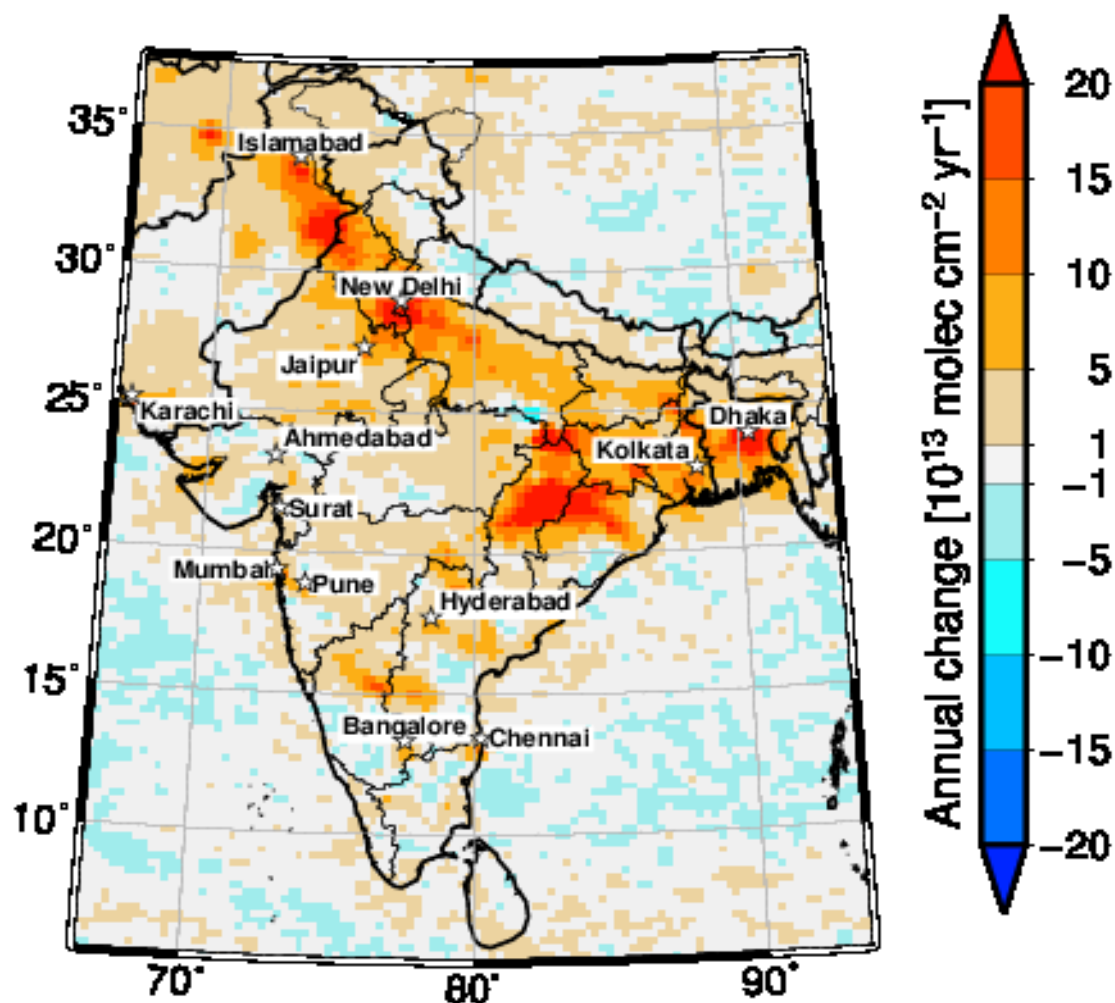 35°
Islamabad
30°
New Delhi
Jaipur
25°
Karachi
Dhaka
Ahmedabad
Kolkata
Surat
20°
Mumbai
Pune
Hyderabad
15°
Bangalore
Chennai
10°
70°
80°
90°
20
15
10
5
1
−1
−5
−10
−15
−20
Annual change [10¹³ molec cm⁻² yr⁻¹]